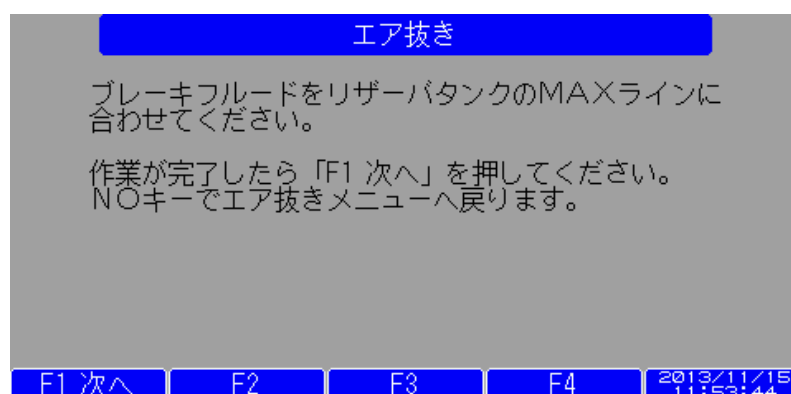 エア抜き
ブレーキフルードをリザーバタンクのMAXラインに
合わせてください。
作業が完了したら「F1 次へ」を押してください。
NOキーでエア抜きメニューへ戻ります。
F1 次へ
F2
F3
F4
2013/11/15
11:53:44